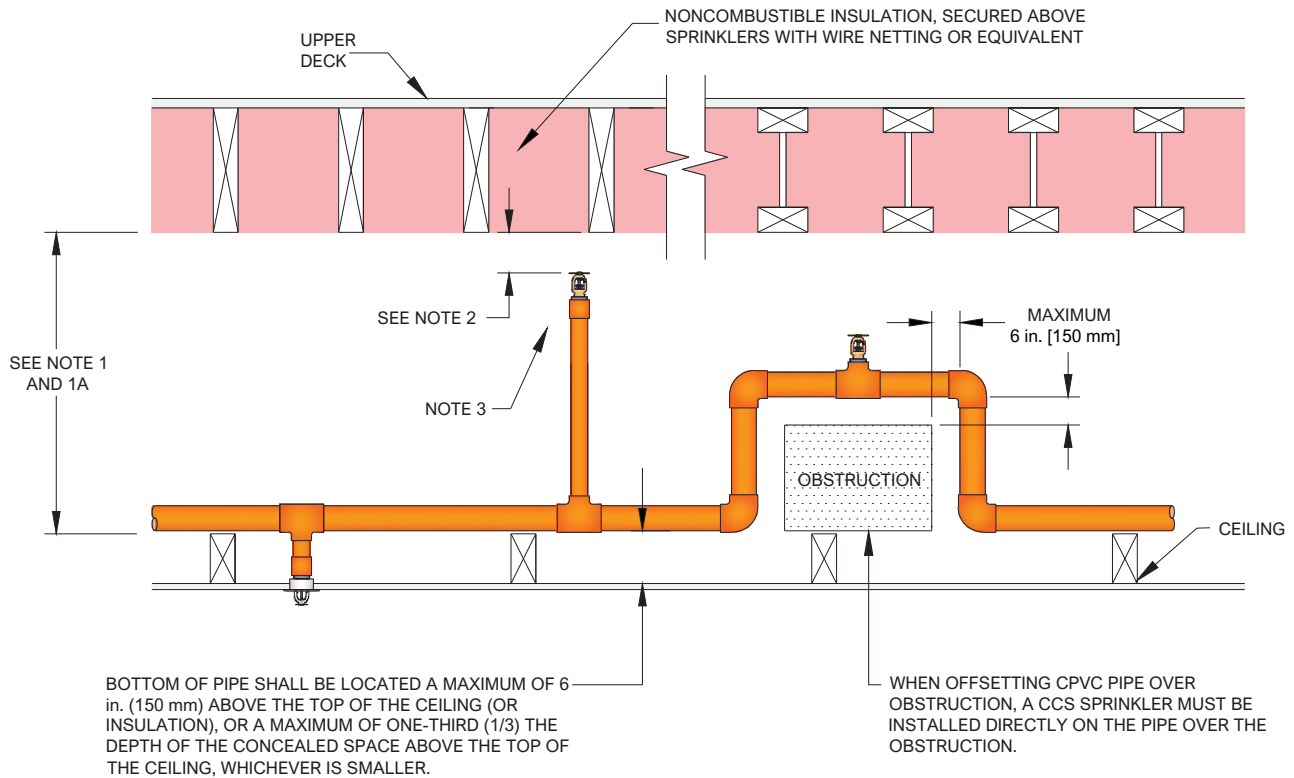 NONCOMBUSTIBLE INSULATION, SECURED ABOVE
SPRINKLERS WITH WIRE NETTING OR EQUIVALENT
UPPER
DECK
SEE NOTE 2
MAXIMUM
6 in. [150 mm]
SEE NOTE 1
AND 1A
NOTE 3
OBSTRUCTION
CEILING
BOTTOM OF PIPE SHALL BE LOCATED A MAXIMUM OF 6
in. (150 mm) ABOVE THE TOP OF THE CEILING (OR
INSULATION), OR A MAXIMUM OF ONE-THIRD (1/3) THE
DEPTH OF THE CONCEALED SPACE ABOVE THE TOP OF
THE CEILING, WHICHEVER IS SMALLER.
WHEN OFFSETTING CPVC PIPE OVER
OBSTRUCTION, A CCS SPRINKLER MUST BE
INSTALLED DIRECTLY ON THE PIPE OVER THE
OBSTRUCTION.